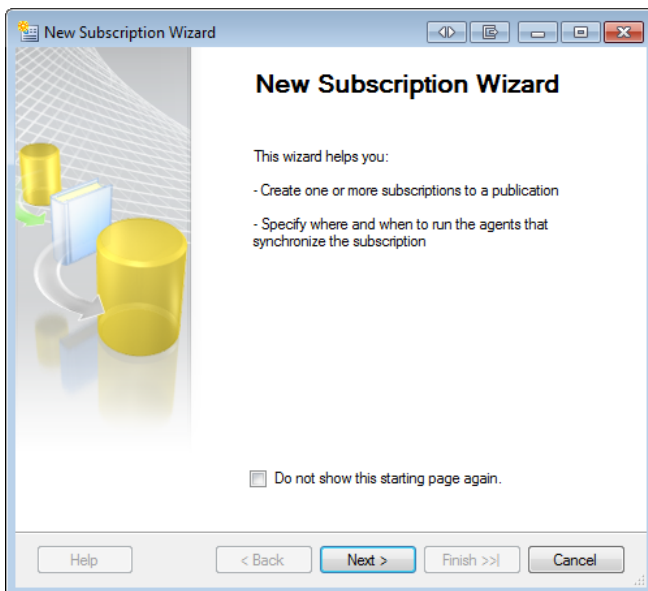 New Subscription Wizard
New Subscription Wizard
This wizard helps you:
- Create one or more subscriptions to a publication
- Specify where and when to run the agents that
synchronize the subscription
Do not show this starting page again.
Help
< Back
Next >
Finish >>|
Cancel